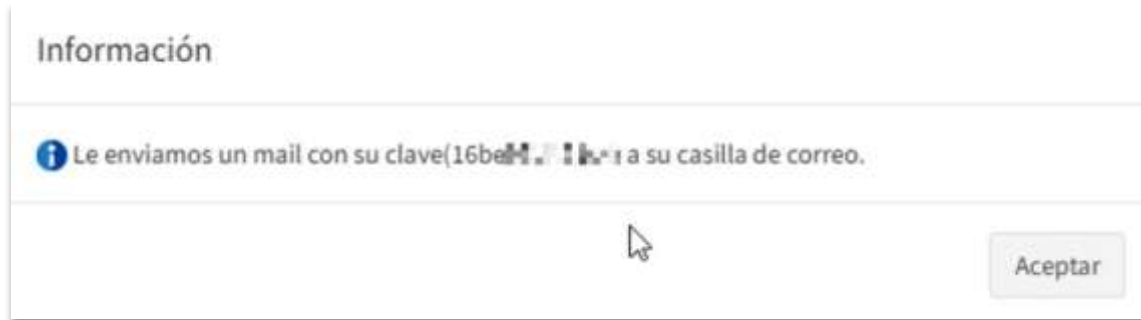 Información
Le enviamos un mail con su clave(16be a su casilla de correo.
Aceptar